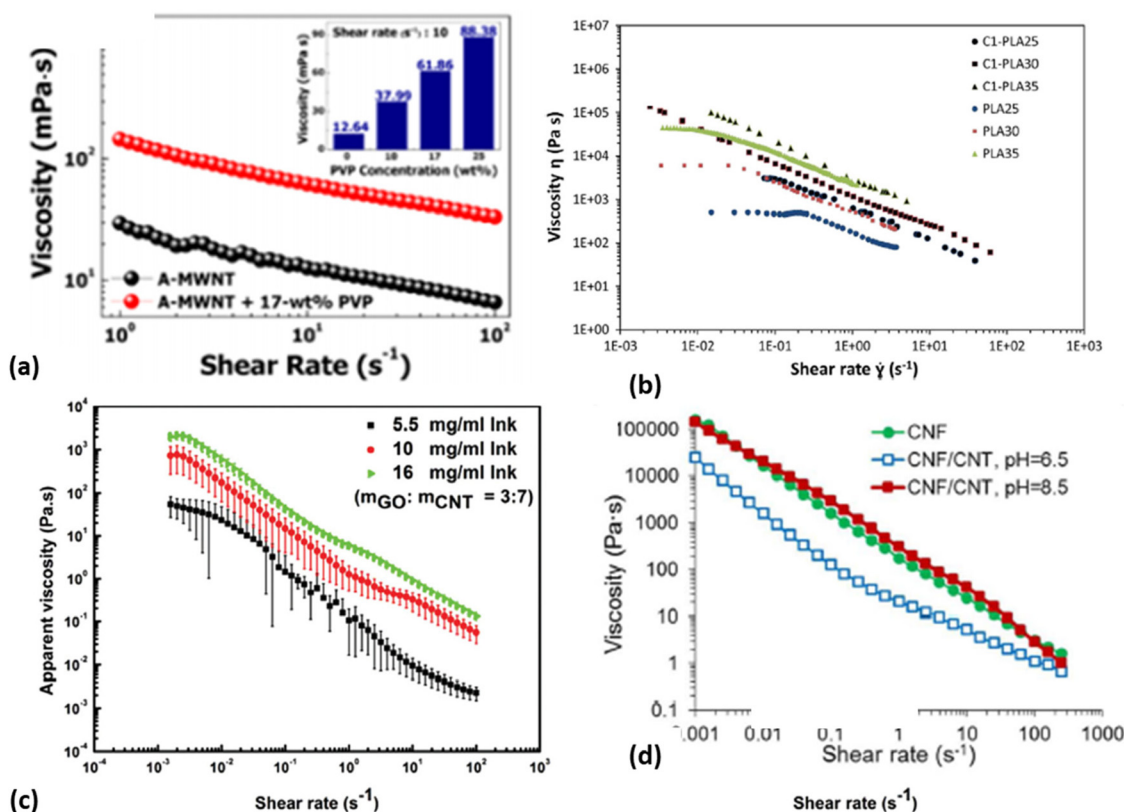 Viscosity (mPa·s)
10²
10¹
Shear rate (s⁻¹) : 10
Viscosity (mPa s)
90
60
30
0
12.64
37.99
61.86
88.38
0 10 17 25
PVP Concentration (wt%)
A-MWNT
A-MWNT + 17-wt% PVP
10⁰ 10¹ 10²
Shear Rate (s⁻¹)
(a)
Viscosity η (Pa s)
1E+07
1E+06
1E+05
1E+04
1E+03
1E+02
1E+01
1E+00
C1-PLA25
C1-PLA30
C1-PLA35
PLA25
PLA30
PLA35
1E-03 1E-02 1E-01 1E+00 1E+01 1E+02
Shear rate γ̇ (s⁻¹)
(b)
Apparent viscosity (Pa.s)
10⁴
10³
10²
10¹
10⁰
10⁻¹
10⁻²
10⁻³
10⁻⁴
5.5 mg/ml Ink
10 mg/ml Ink
16 mg/ml Ink
(mGO: mCNT = 3:7)
10⁻⁴ 10⁻³ 10⁻² 10⁻¹ 10⁰ 10¹ 10² 10³
Shear rate (s⁻¹)
(c)
Viscosity (Pa·s)
100000
10000
1000
100
10
1
0.1
CNF
CNF/CNT, pH=6.5
CNF/CNT, pH=8.5
0.001 0.01 0.1 1 10 100 1000
Shear rate (s⁻¹)
(d)
Shear rate (s⁻¹)